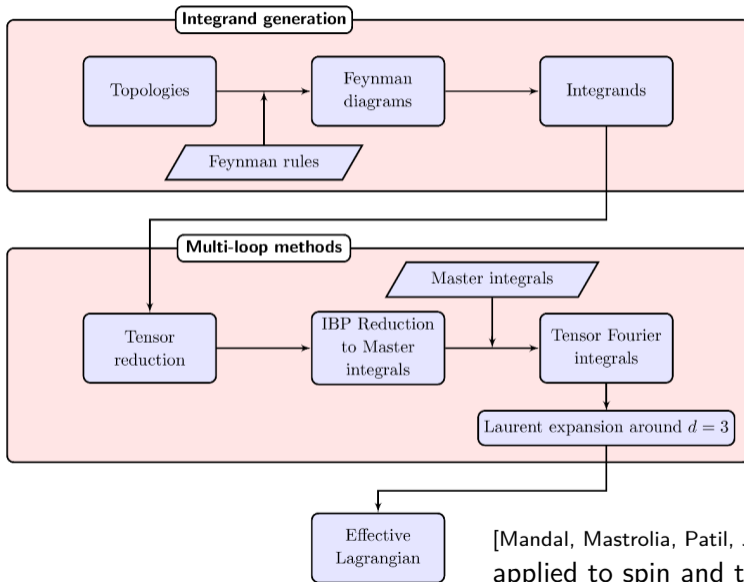 Integrand generation
Topologies
Feynman
diagrams
Integrands
Feynman rules
Multi-loop methods
Master integrals
Tensor
reduction
IBP Reduction
to Master
integrals
Tensor Fourier
integrals
Laurent expansion around d = 3
Effective
Lagrangian
[Mandal, Mastrolia, Patil,
applied to spin and